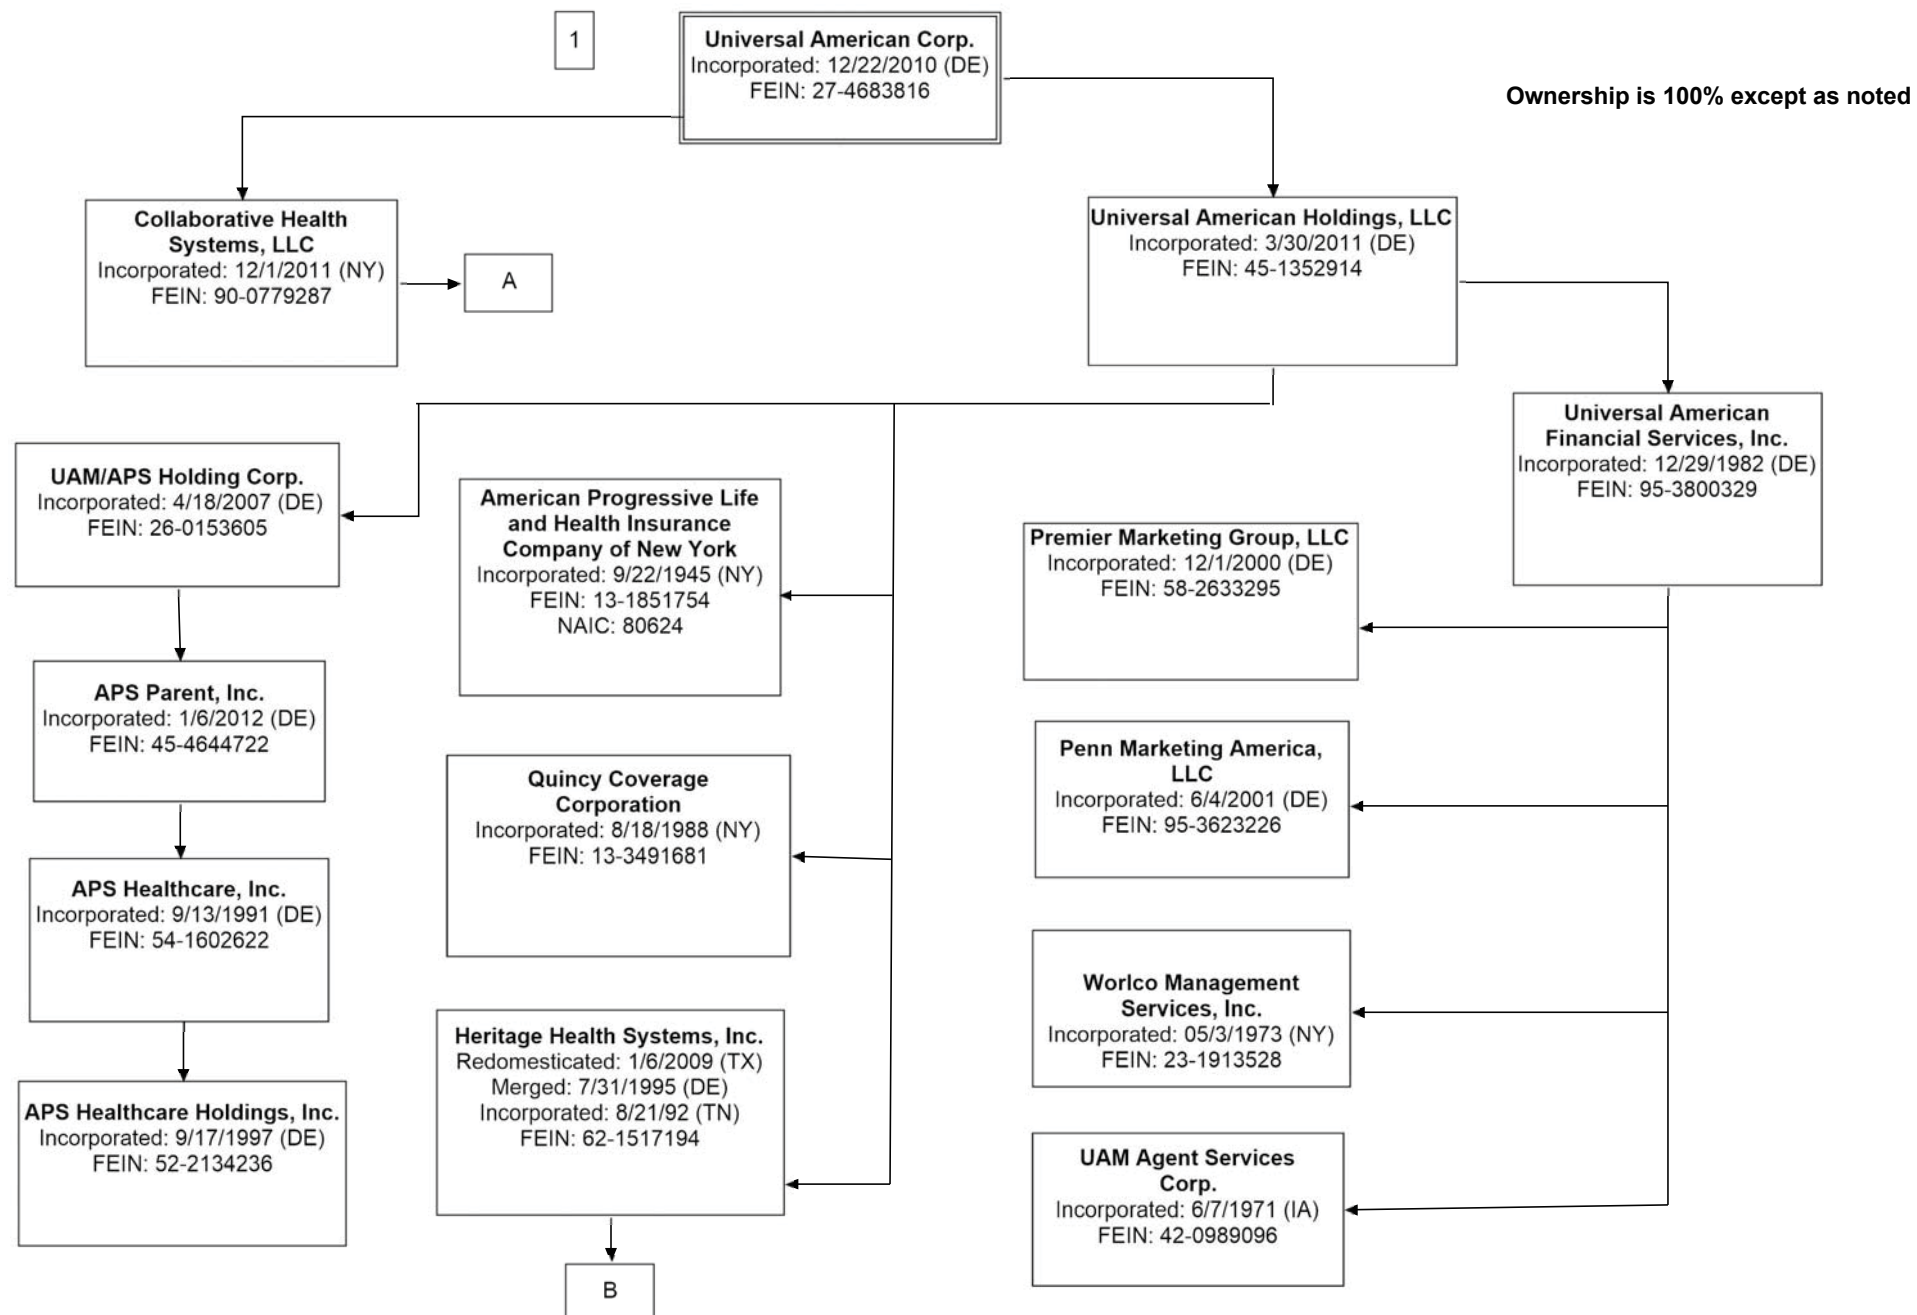 1
Universal American Corp.
Incorporated: 12/22/2010 (DE)
FEIN: 27-4683816
Ownership is 100% except as noted
Collaborative Health
Systems, LLC
Incorporated: 12/1/2011 (NY)
FEIN: 90-0779287
A
Universal American Holdings, LLC
Incorporated: 3/30/2011 (DE)
FEIN: 45-1352914
Universal American
Financial Services, Inc.
Incorporated: 12/29/1982 (DE)
FEIN: 95-3800329
UAM/APS Holding Corp.
Incorporated: 4/18/2007 (DE)
FEIN: 26-0153605
APS Parent, Inc.
Incorporated: 1/6/2012 (DE)
FEIN: 45-4644722
APS Healthcare, Inc.
Incorporated: 9/13/1991 (DE)
FEIN: 54-1602622
APS Healthcare Holdings, Inc.
Incorporated: 9/17/1997 (DE)
FEIN: 52-2134236
American Progressive Life
and Health Insurance
Company of New York
Incorporated: 9/22/1945 (NY)
FEIN: 13-1851754
NAIC: 80624
Quincy Coverage
Corporation
Incorporated: 8/18/1988 (NY)
FEIN: 13-3491681
Heritage Health Systems, Inc.
Redomesticated: 1/6/2009 (TX)
Merged: 7/31/1995 (DE)
Incorporated: 8/21/92 (TN)
FEIN: 62-1517194
B
Premier Marketing Group, LLC
Incorporated: 12/1/2000 (DE)
FEIN: 58-2633295
Penn Marketing America,
LLC
Incorporated: 6/4/2001 (DE)
FEIN: 95-3623226
Worlco Management
Services, Inc.
Incorporated: 05/3/1973 (NY)
FEIN: 23-1913528
UAM Agent Services
Corp.
Incorporated: 6/7/1971 (IA)
FEIN: 42-0989096